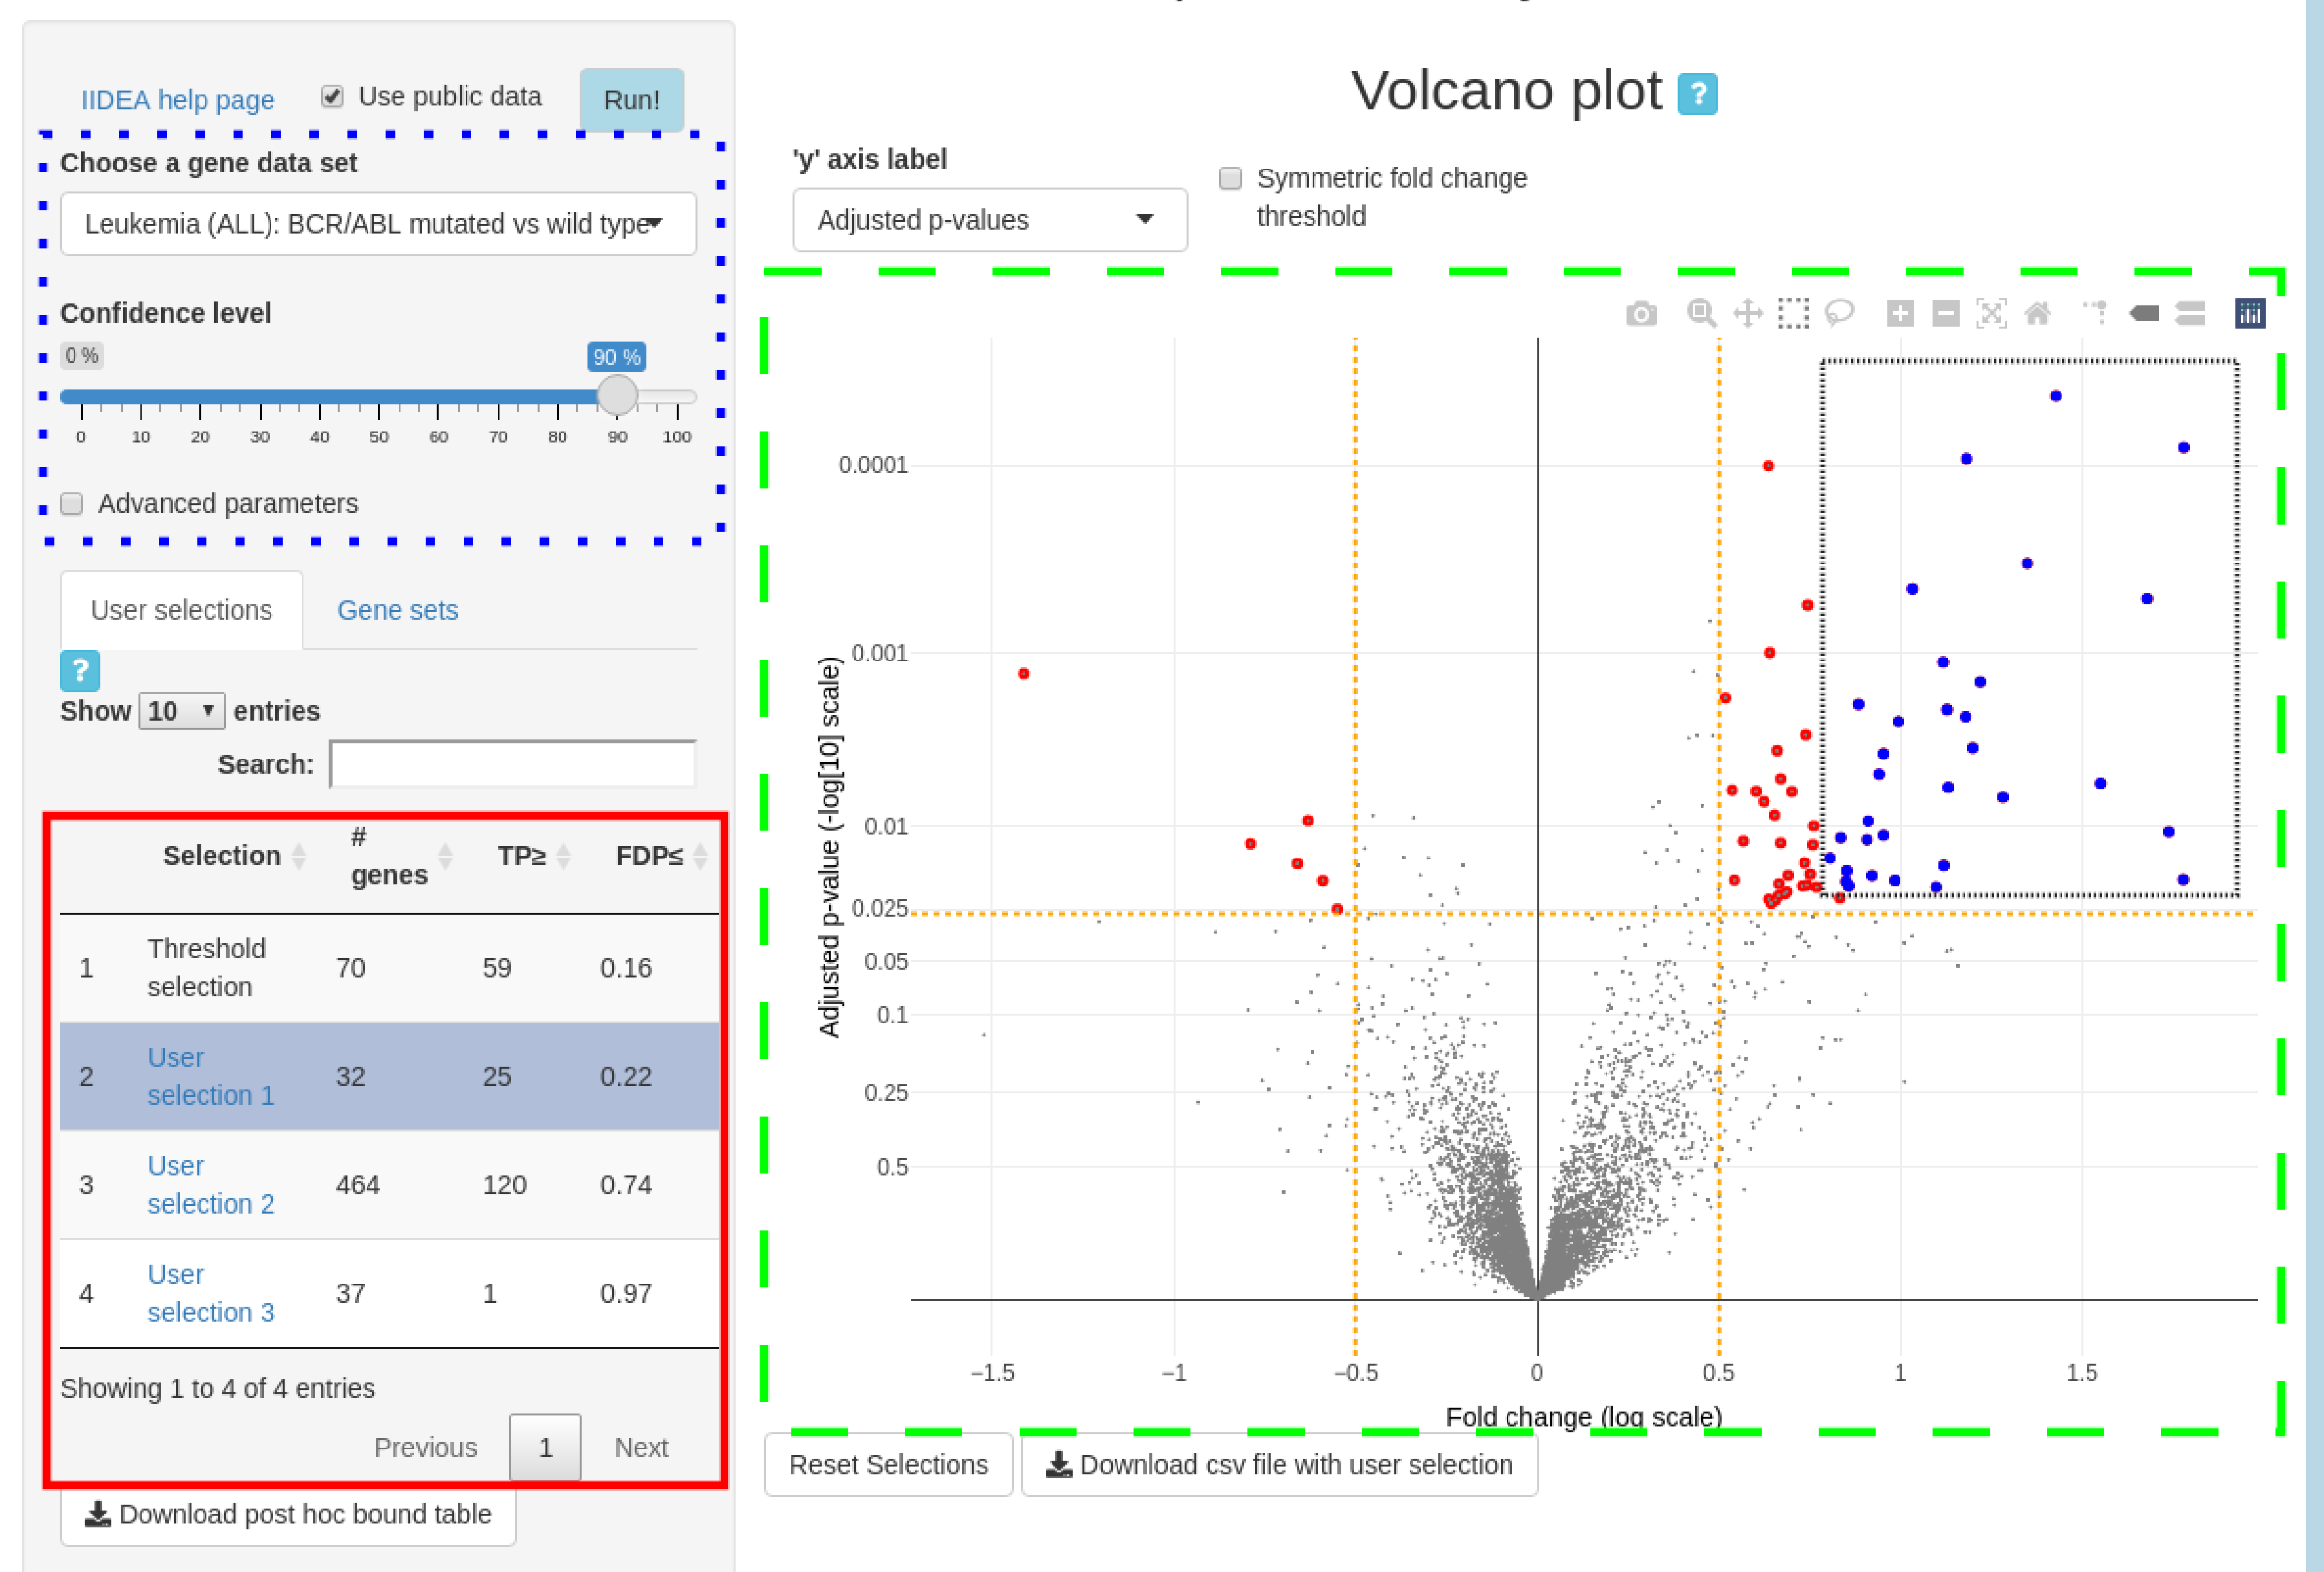 IIDEA help page
Use public data
Run!
Choose a gene data set
Leukemia (ALL): BCR/ABL mutated vs wild type
Confidence level
0 %
90 %
0 10 20 30 40 50 60 70 80 90 100
Advanced parameters
User selections
Gene sets
?
Show 10 entries
Search:
Selection # genes TP≥ FDP≤
1 Threshold selection 70 59 0.16
2 User selection 1 32 25 0.22
3 User selection 2 464 120 0.74
4 User selection 3 37 1 0.97
Showing 1 to 4 of 4 entries
Previous 1 Next
Download post hoc bound table
Volcano plot ?
'y' axis label
Adjusted p-values
Symmetric fold change
threshold
Adjusted p-value (-log[10] scale)
0.0001
0.001
0.01
0.025
0.05
0.1
0.25
0.5
−1.5 −1 −0.5 0 0.5 1 1.5
Fold change (log scale)
Reset Selections
Download csv file with user selection